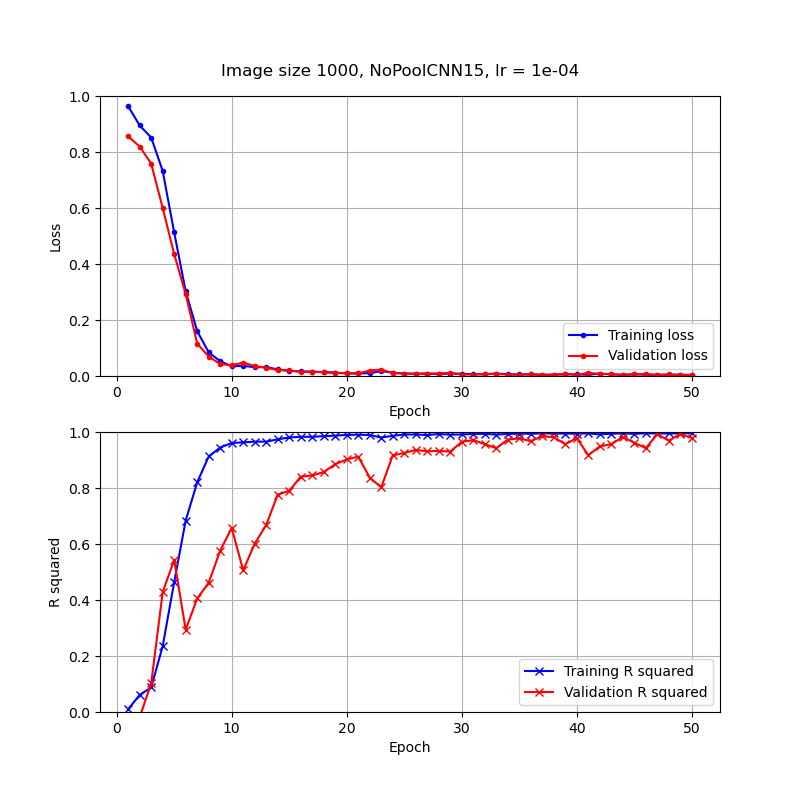 Image size 1000, NoPoolCNN15, lr = 1e-04
1.0
0.8
0.6
0.4
0.2
0.0
Loss
Training loss
Validation loss
0 10 20 30 40 50
Epoch
1.0
0.8
0.6
0.4
0.2
0.0
R squared
Training R squared
Validation R squared
0 10 20 30 40 50
Epoch